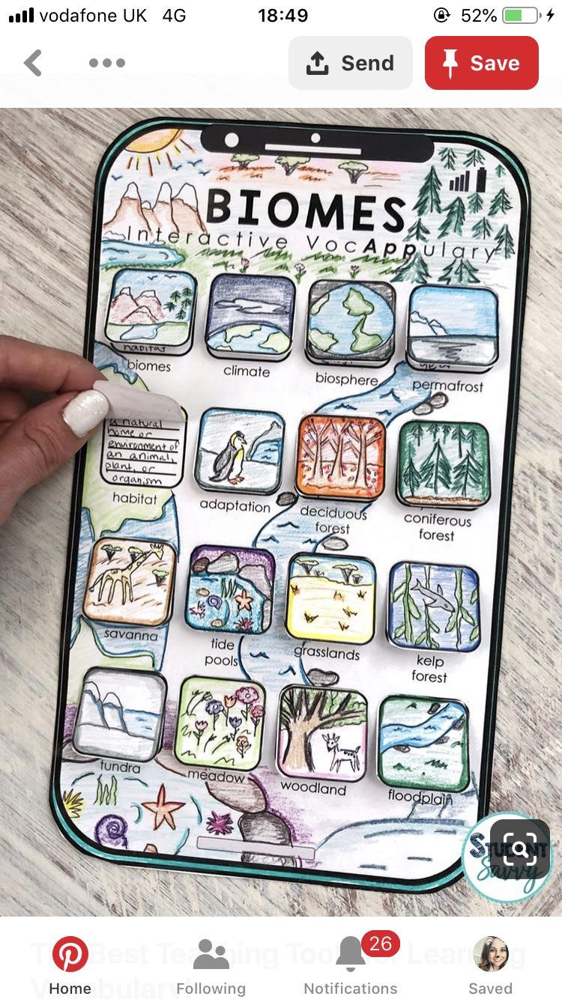 vodafone UK 4G 18:49 52%
Send Save
BIOMES
Interactive VocAppulary
habitat
biomes climate biosphere permafrost
a natural
home or
environment of
an animal,
plant, or
organism
habitat adaptation deciduous forest coniferous forest
savanna tide pools grasslands kelp forest
tundra meadow woodland floodplain
STUDENT
Savvy
The Best Teaching Tool for Learning
Vocabulary!
26
Home Following Notifications Saved